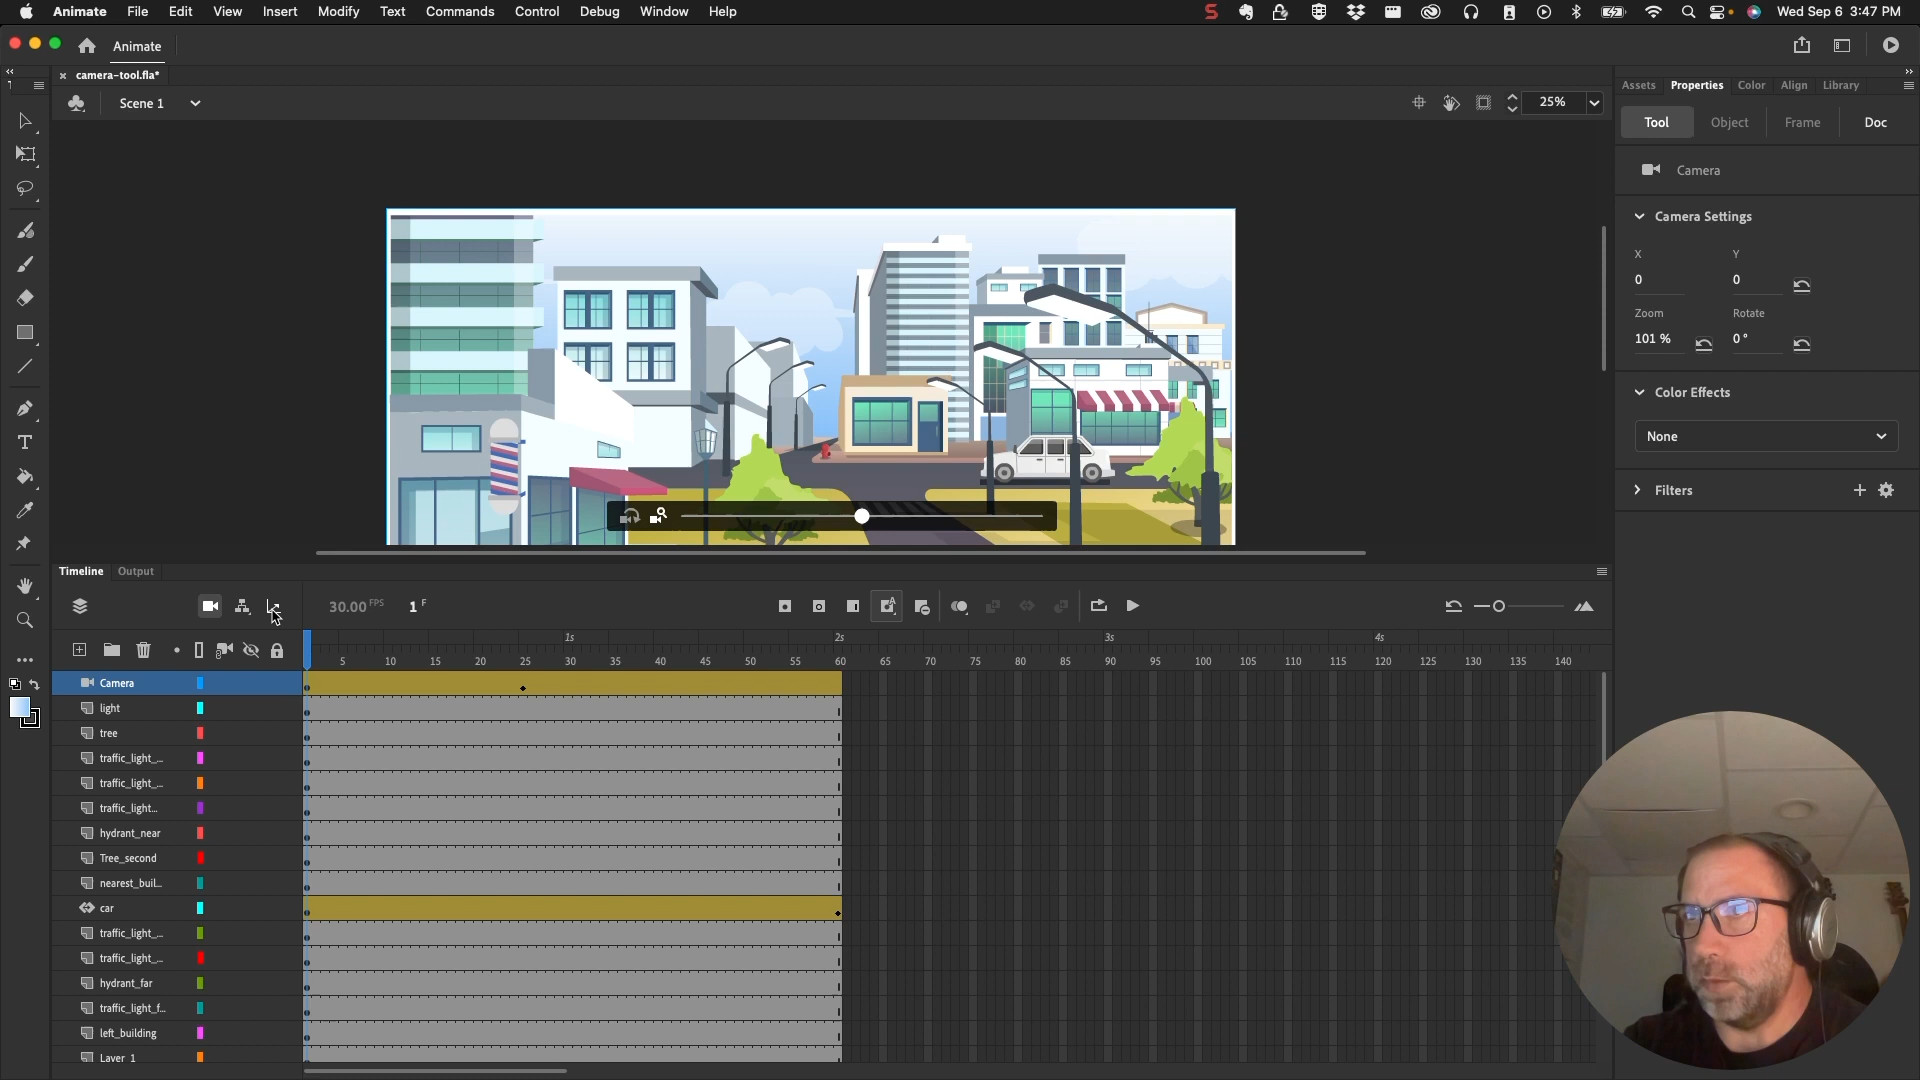 Animate File Edit View Insert Modify Text Commands Control Debug Window Help
Wed Sep 6 3:47 PM
Animate
camera-tool.fla*
Scene 1
25%
Assets Properties Color Align Library
Tool Object Frame Doc
Camera
Camera Settings
X Y
0 0
Zoom Rotate
101 % 0 °
Color Effects
None
Filters
Timeline Output
30.00 FPS 1 F
1s 2s 3s 4s
5 10 15 20 25 30 35 40 45 50 55 60 65 70 75 80 85 90 95 100 105 110 115 120 125 130 135 140
Camera
light
tree
traffic_light_...
traffic_light_...
traffic_light...
hydrant_near
Tree_second
nearest_buil...
car
traffic_light_...
traffic_light_...
hydrant_far
traffic_light_f...
left_building
Layer_1